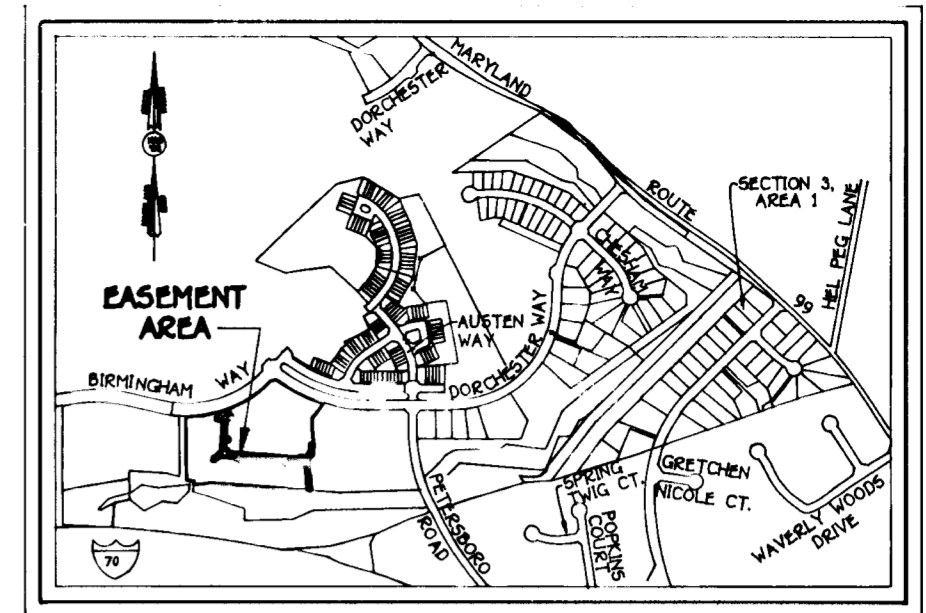 MARYLAND
DORCHESTER
WAY
ROUTE
99
SECTION 3,
AREA 1
HEL PEG LANE
CHESHAM
WAY
EASEMENT
AREA
AUSTEN
WAY
DORCHESTER WAY
BIRMINGHAM WAY
SPRING
TWIG CT.
GRETCHEN
NICOLE CT.
PETERSBORO
ROAD
POPKINS
COURT
WAVERLY WOODS
DRIVE
70